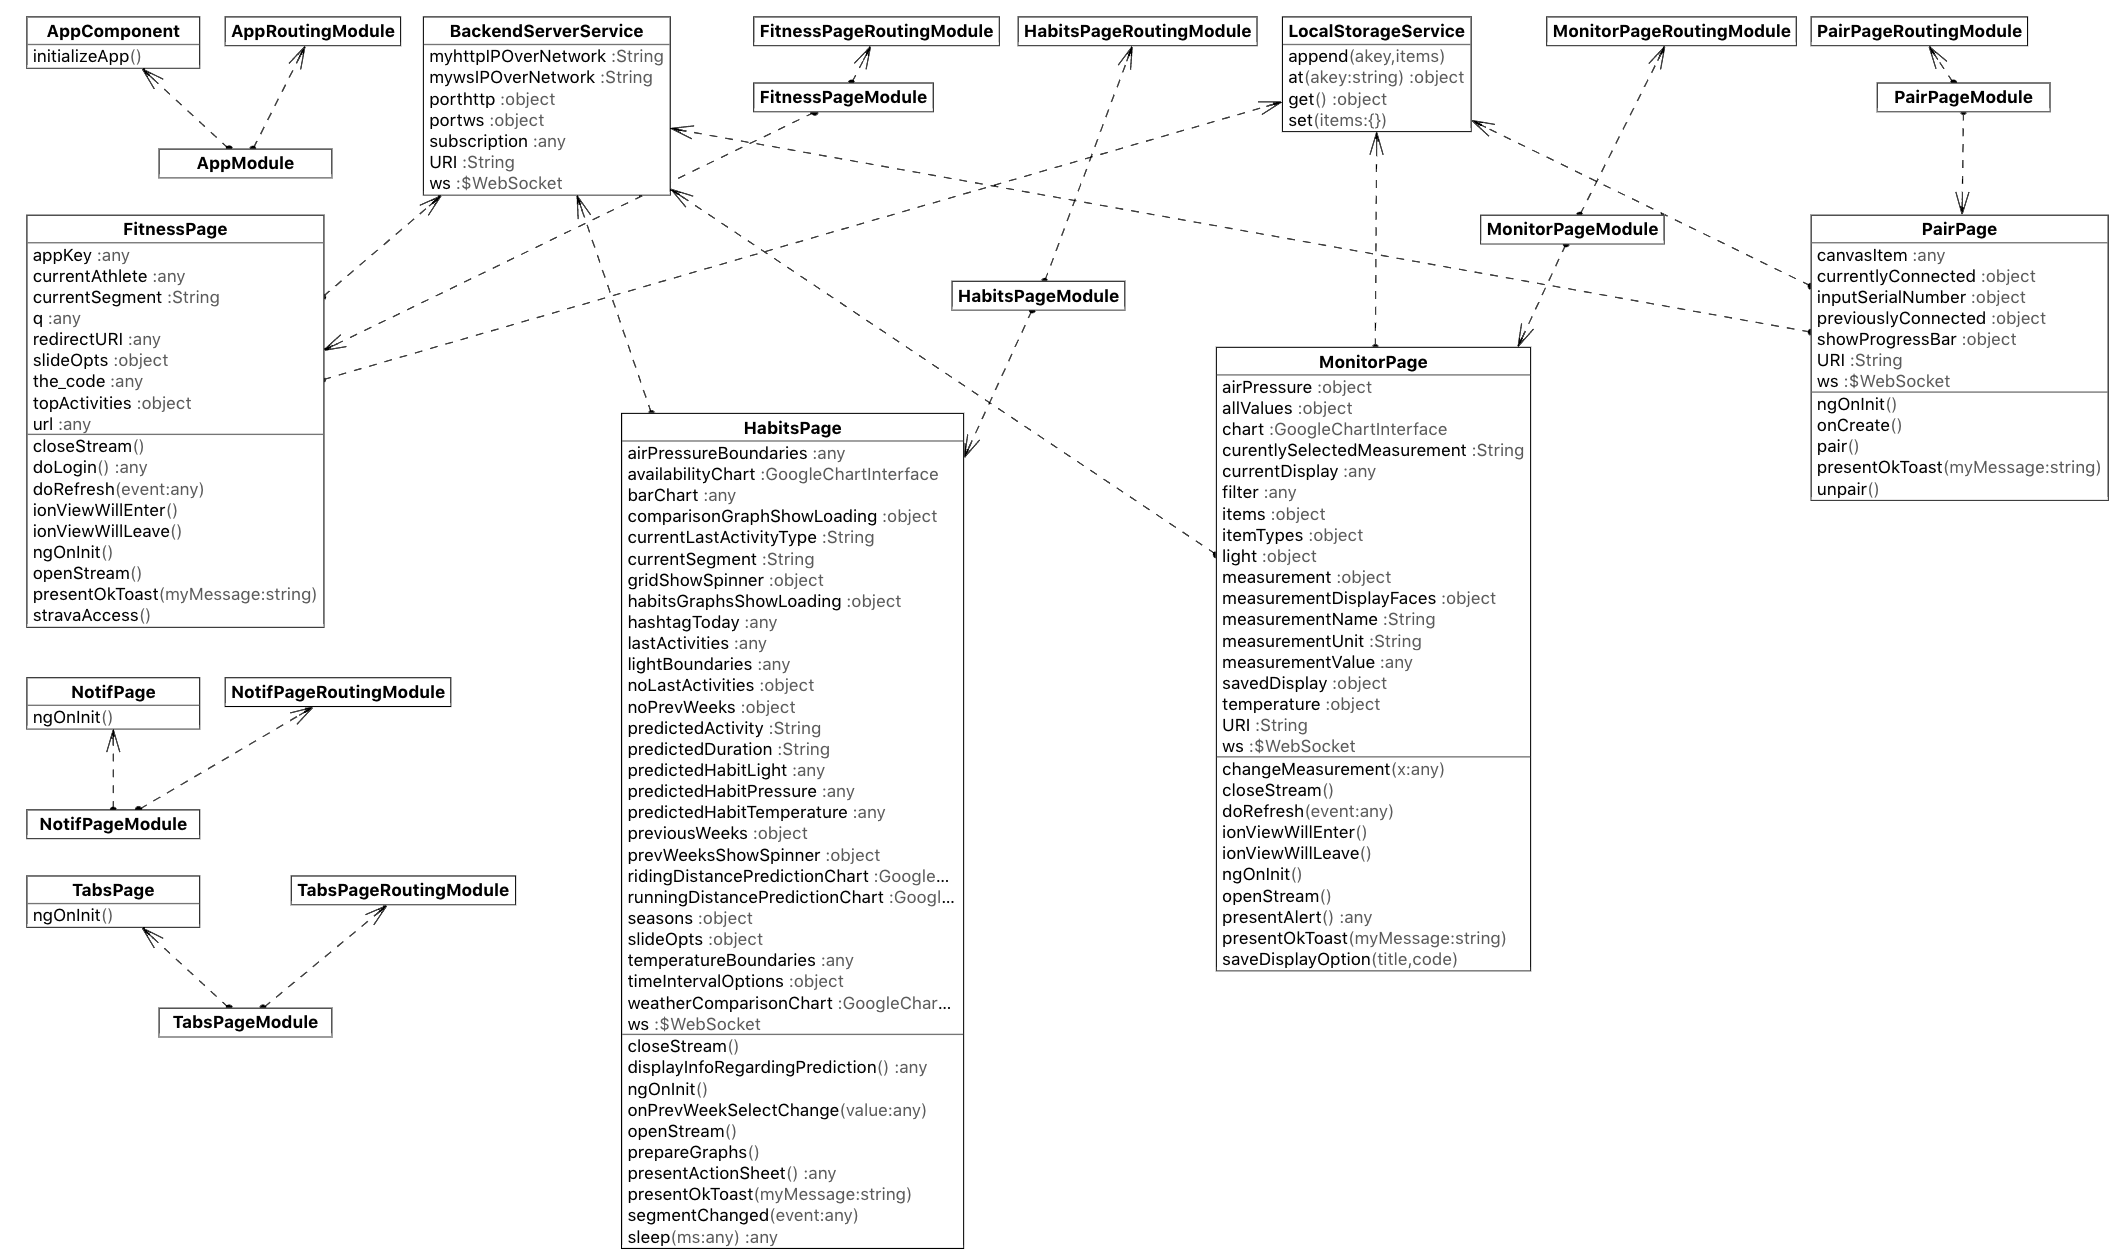 AppComponent
initializeApp()
AppRoutingModule
AppModule
BackendServerService
myhttpIPOverNetwork :String
mywsIPOverNetwork :String
porthttp :object
portws :object
subscription :any
URI :String
ws :$WebSocket
FitnessPageRoutingModule
FitnessPageModule
HabitsPageRoutingModule
LocalStorageService
append(akey,items)
at(akey:string) :object
get() :object
set(items:{})
MonitorPageRoutingModule
PairPageRoutingModule
PairPageModule
FitnessPage
appKey :any
currentAthlete :any
currentSegment :String
q :any
redirectURI :any
slideOpts :object
the_code :any
topActivities :object
url :any
closeStream()
doLogin() :any
doRefresh(event:any)
ionViewWillEnter()
ionViewWillLeave()
ngOnInit()
openStream()
presentOkToast(myMessage:string)
stravaAccess()
MonitorPageModule
HabitsPageModule
PairPage
canvasItem :any
currentlyConnected :object
inputSerialNumber :object
previouslyConnected :object
showProgressBar :object
URI :String
ws :$WebSocket
ngOnInit()
onCreate()
pair()
presentOkToast(myMessage:string)
unpair()
MonitorPage
airPressure :object
allValues :object
chart :GoogleChartInterface
curentlySelectedMeasurement :String
currentDisplay :any
filter :any
items :object
itemTypes :object
light :object
measurement :object
measurementDisplayFaces :object
measurementName :String
measurementUnit :String
measurementValue :any
savedDisplay :object
temperature :object
URI :String
ws :$WebSocket
changeMeasurement(x:any)
closeStream()
doRefresh(event:any)
ionViewWillEnter()
ionViewWillLeave()
ngOnInit()
openStream()
presentAlert() :any
presentOkToast(myMessage:string)
saveDisplayOption(title,code)
HabitsPage
airPressureBoundaries :any
availabilityChart :GoogleChartInterface
barChart :any
comparisonGraphShowLoading :object
currentLastActivityType :String
currentSegment :String
gridShowSpinner :object
habitsGraphsShowLoading :object
hashtagToday :any
lastActivities :any
lightBoundaries :any
noLastActivities :object
noPrevWeeks :object
predictedActivity :String
predictedDuration :String
predictedHabitLight :any
predictedHabitPressure :any
predictedHabitTemperature :any
previousWeeks :object
prevWeeksShowSpinner :object
ridingDistancePredictionChart :Google...
runningDistancePredictionChart :Googl...
seasons :object
slideOpts :object
temperatureBoundaries :any
timeIntervalOptions :object
weatherComparisonChart :GoogleChar...
ws :$WebSocket
closeStream()
displayInfoRegardingPrediction() :any
ngOnInit()
onPrevWeekSelectChange(value:any)
openStream()
prepareGraphs()
presentActionSheet() :any
presentOkToast(myMessage:string)
segmentChanged(event:any)
sleep(ms:any) :any
NotifPage
ngOnInit()
NotifPageRoutingModule
NotifPageModule
TabsPage
ngOnInit()
TabsPageRoutingModule
TabsPageModule